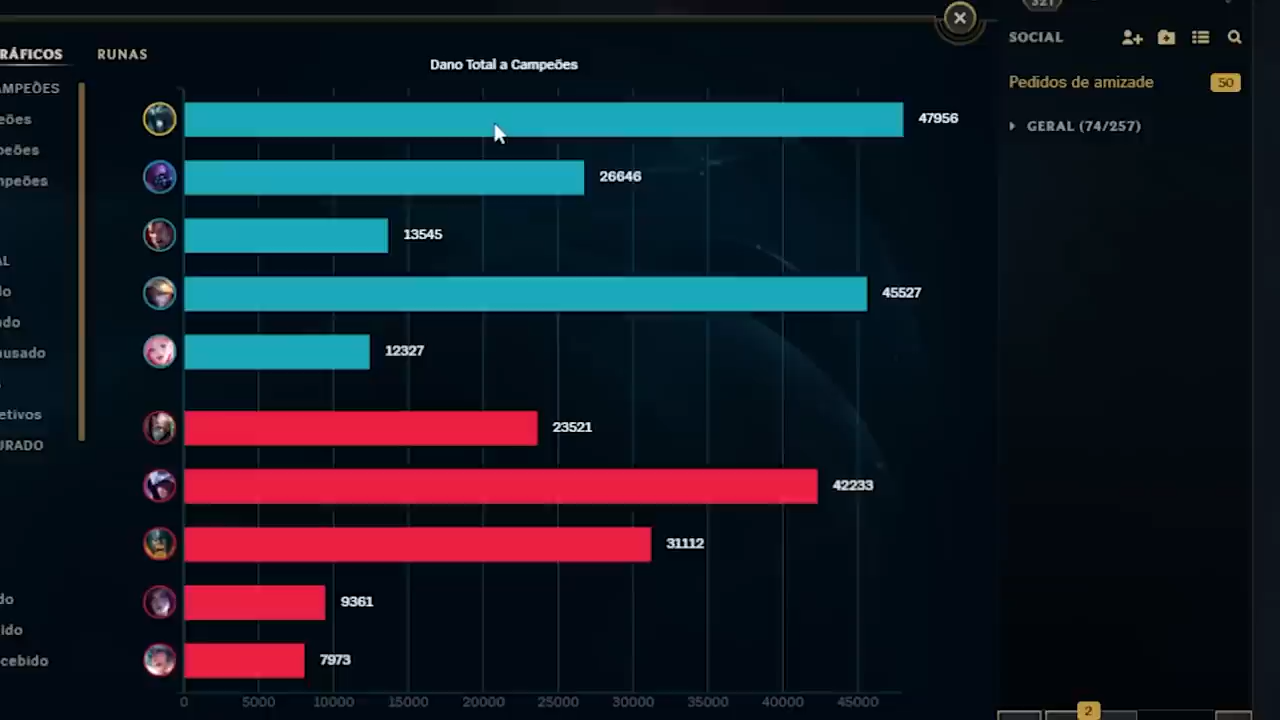 RÁFICOS
RUNAS
Dano Total a Campeões
AMPEÕES
eões
peões
mpeões
AL
do
ado
ausado
etivos
URADO
do
ido
cebido
47956
26646
13545
45527
12327
23521
42233
31112
9361
7973
0 5000 10000 15000 20000 25000 30000 35000 40000 45000
321
SOCIAL
Pedidos de amizade 50
GERAL (74/257)
2